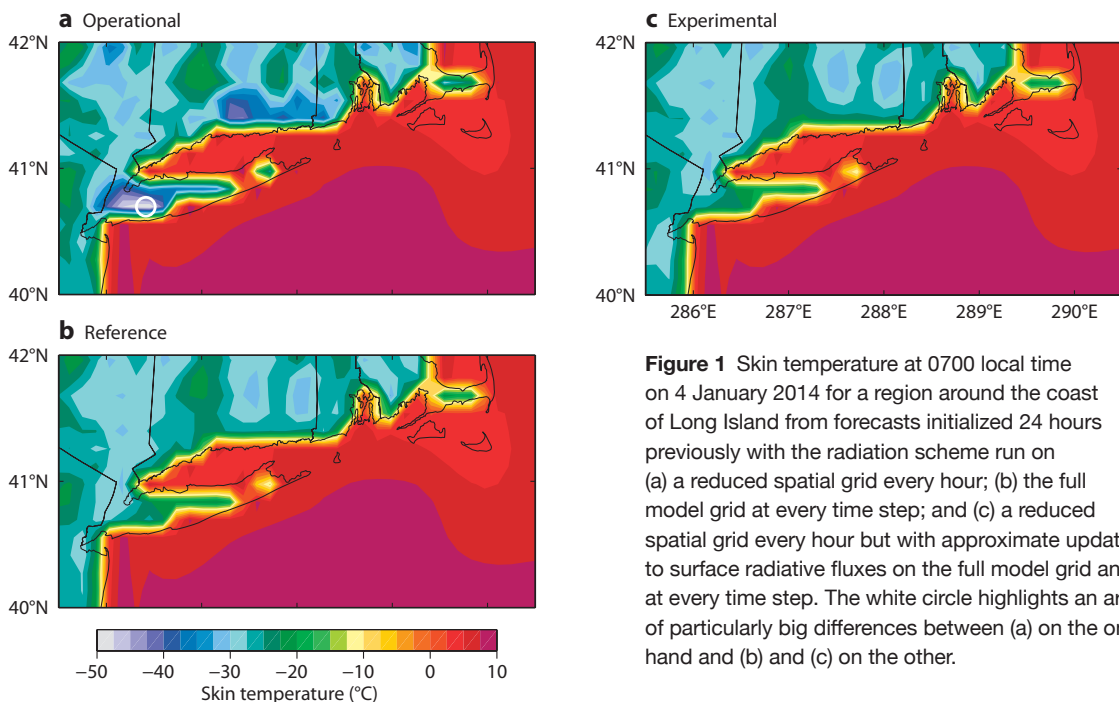 a Operational
42°N
41°N
40°N
b Reference
42°N
41°N
40°N
−50 −40 −30 −20 −10 0 10
Skin temperature (°C)
c Experimental
42°N
41°N
40°N
286°E 287°E 288°E 289°E 290°E
Figure 1 Skin temperature at 0700 local time
on 4 January 2014 for a region around the coast
of Long Island from forecasts initialized 24 hours
previously with the radiation scheme run on
(a) a reduced spatial grid every hour; (b) the full
model grid at every time step; and (c) a reduced
spatial grid every hour but with approximate updat
to surface radiative fluxes on the full model grid an
at every time step. The white circle highlights an ar
of particularly big differences between (a) on the on
hand and (b) and (c) on the other.